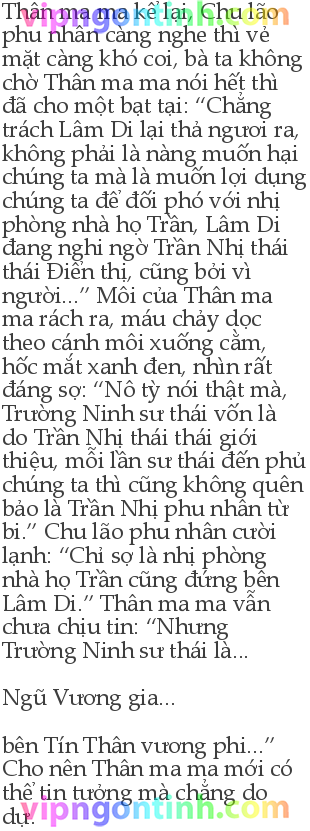 Thân ma ma kể lại, Chu lão
phu nhân càng nghe thì vẻ
mặt càng khó coi, bà ta không
chờ Thân ma ma nói hết thì
đã cho một bạt tại: “Chẳng
trách Lâm Di lại thả ngươi ra,
không phải là nàng muốn hại
chúng ta mà là muốn lợi dụng
chúng ta để đối phó với nhị
phòng nhà họ Trần, Lâm Di
đang nghi ngờ Trần Nhị thái
thái Điển thị, cũng bởi vì
người...” Môi của Thân ma
ma rách ra, máu chảy dọc
theo cánh môi xuống cằm,
hốc mắt xanh đen, nhìn rất
đáng sợ: “Nô tỳ nói thật mà,
Trường Ninh sư thái vốn là
do Trần Nhị thái thái giới
thiệu, mỗi lần sư thái đến phủ
chúng ta thì cũng không quên
bảo là Trần Nhị phu nhân từ
bi.” Chu lão phu nhân cười
lạnh: “Chỉ sợ là nhị phòng
nhà họ Trần cũng đứng bên
Lâm Di.” Thân ma ma vẫn
chưa chịu tin: “Nhưng
Trường Ninh sư thái là...
Ngũ Vương gia...
bên Tín Thân vương phi...”
Cho nên Thân ma ma mới có
thể tin tưởng mà chẳng do
dự.
vipngontinh.com
vipngontinh.com